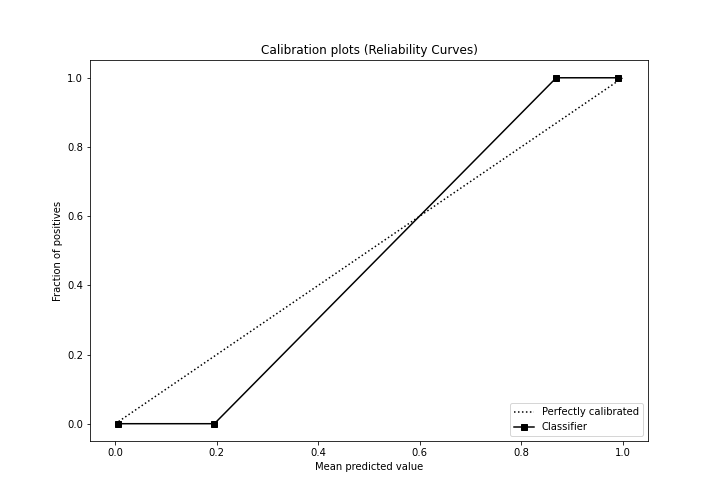 Calibration plots (Reliability Curves)
1.0
0.8
0.6
0.4
0.2
0.0
Fraction of positives
0.0 0.2 0.4 0.6 0.8 1.0
Mean predicted value
Perfectly calibrated
Classifier